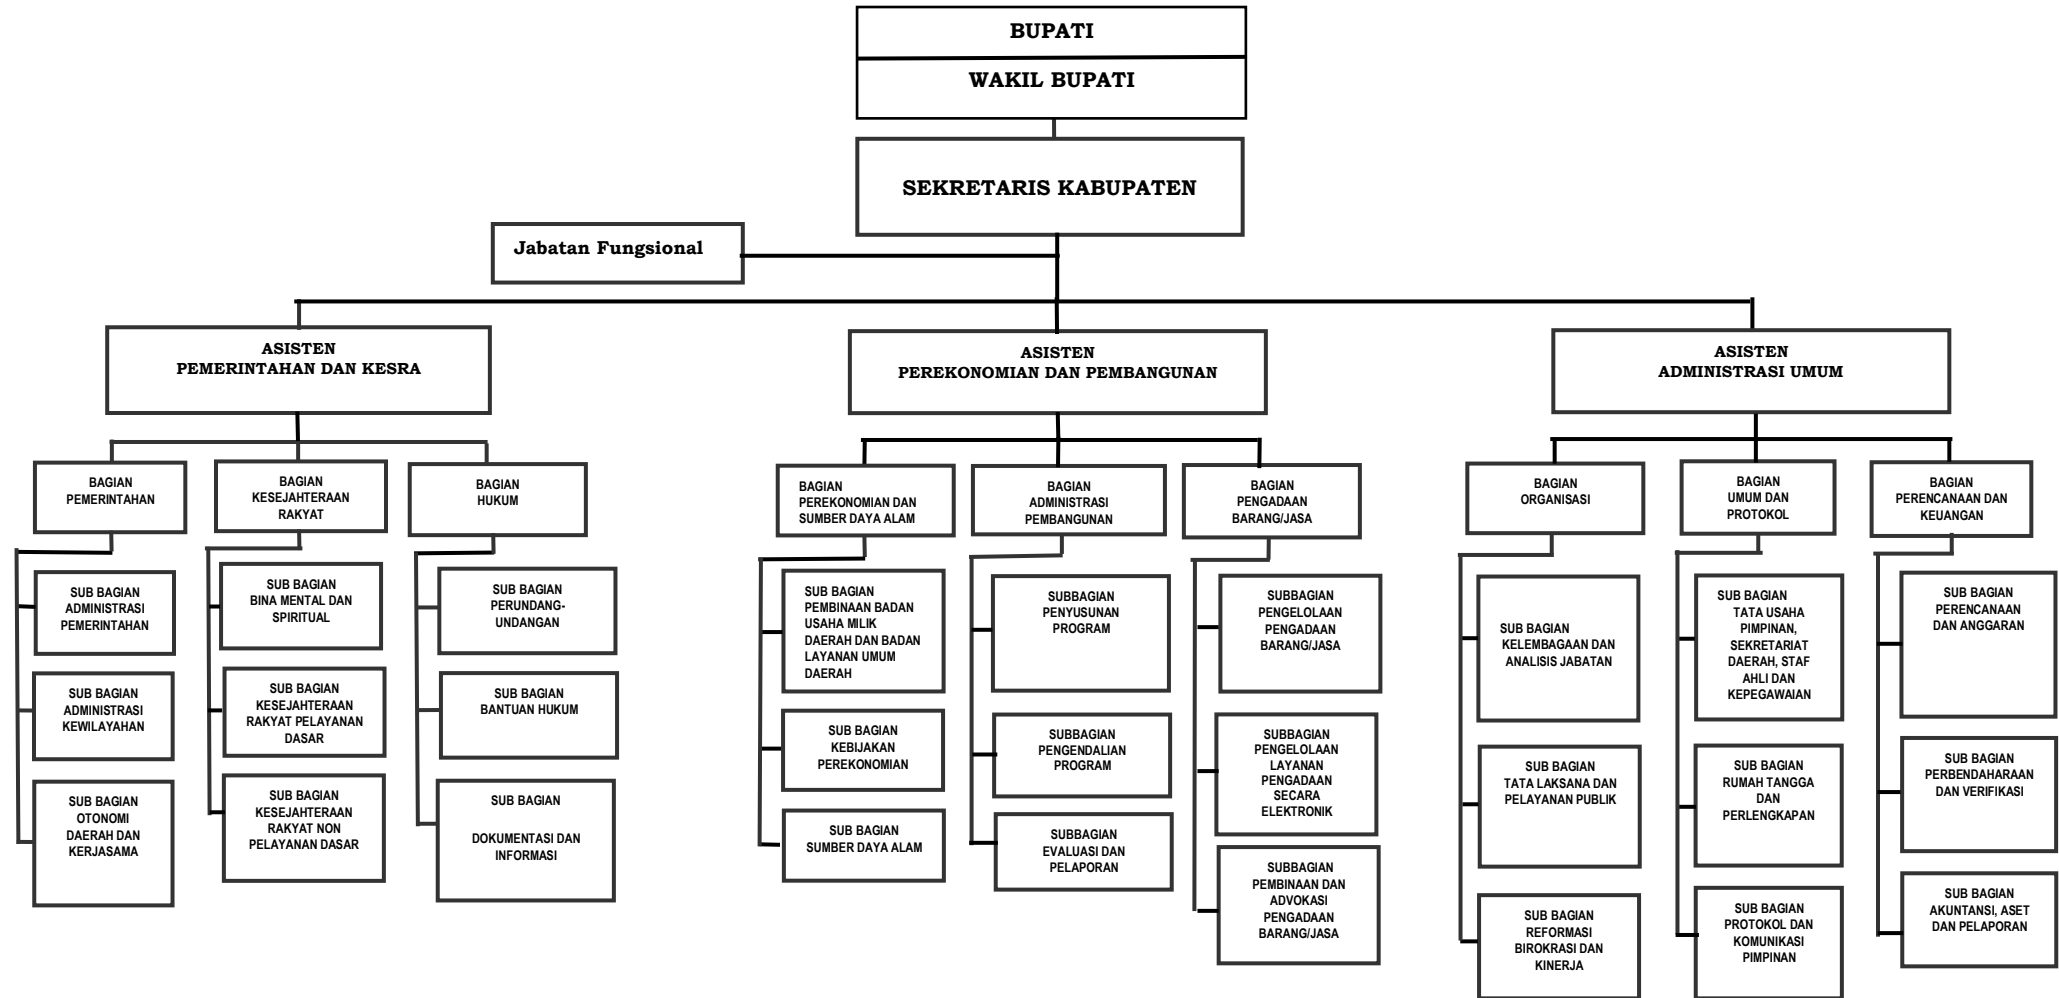 BUPATI
WAKIL BUPATI
SEKRETARIS KABUPATEN
Jabatan Fungsional
ASISTEN
PEMERINTAHAN DAN KESRA
ASISTEN
PEREKONOMIAN DAN PEMBANGUNAN
ASISTEN
ADMINISTRASI UMUM
BAGIAN
PEMERINTAHAN
BAGIAN
KESEJAHTERAAN
RAKYAT
BAGIAN
HUKUM
BAGIAN
PEREKONOMIAN DAN
SUMBER DAYA ALAM
BAGIAN
ADMINISTRASI
PEMBANGUNAN
BAGIAN
PENGADAAN
BARANG/JASA
BAGIAN
ORGANISASI
BAGIAN
UMUM DAN
PROTOKOL
BAGIAN
PERENCANAAN DAN
KEUANGAN
SUB BAGIAN
ADMINISTRASI
PEMERINTAHAN
SUB BAGIAN
ADMINISTRASI
KEWILAYAHAN
SUB BAGIAN
OTONOMI
DAERAH DAN
KERJASAMA
SUB BAGIAN
BINA MENTAL DAN
SPIRITUAL
SUB BAGIAN
KESEJAHTERAAN
RAKYAT PELAYANAN
DASAR
SUB BAGIAN
KESEJAHTERAAN
RAKYAT NON
PELAYANAN DASAR
SUB BAGIAN
PERUNDANG-
UNDANGAN
SUB BAGIAN
BANTUAN HUKUM
SUB BAGIAN
DOKUMENTASI DAN
INFORMASI
SUB BAGIAN
PEMBINAAN BADAN
USAHA MILIK
DAERAH DAN BADAN
LAYANAN UMUM
DAERAH
SUB BAGIAN
KEBIJAKAN
PEREKONOMIAN
SUB BAGIAN
SUMBER DAYA ALAM
SUBBAGIAN
PENYUSUNAN
PROGRAM
SUBBAGIAN
PENGENDALIAN
PROGRAM
SUBBAGIAN
EVALUASI DAN
PELAPORAN
SUBBAGIAN
PENGELOLAAN
PENGADAAN
BARANG/JASA
SUBBAGIAN
PENGELOLAAN
LAYANAN
PENGADAAN
SECARA
ELEKTRONIK
SUBBAGIAN
PEMBINAAN DAN
ADVOKASI
PENGADAAN
BARANG/JASA
SUB BAGIAN
KELEMBAGAAN DAN
ANALISIS JABATAN
SUB BAGIAN
TATA LAKSANA DAN
PELAYANAN PUBLIK
SUB BAGIAN
REFORMASI
BIROKRASI DAN
KINERJA
SUB BAGIAN
TATA USAHA
PIMPINAN,
SEKRETARIAT
DAERAH, STAF
AHLI DAN
KEPEGAWAIAN
SUB BAGIAN
RUMAH TANGGA
DAN
PERLENGKAPAN
SUB BAGIAN
PROTOKOL DAN
KOMUNIKASI
PIMPINAN
SUB BAGIAN
PERENCANAAN
DAN ANGGARAN
SUB BAGIAN
PERBENDAHARAAN
DAN VERIFIKASI
SUB BAGIAN
AKUNTANSI, ASET
DAN PELAPORAN